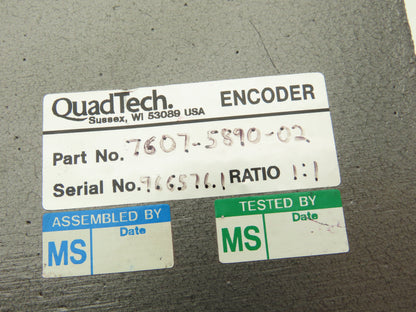 QuadTech. ENCODER
Sussex, WI 53089 USA
Part No. 7607-5890-02
Serial No. 766576.1 RATIO 1:1
ASSEMBLED BY
Date
MS
TESTED BY
Date
MS